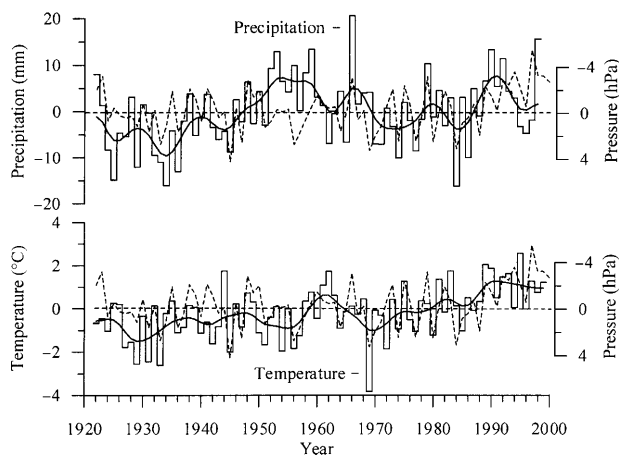 20
10
0
−10
−20
Precipitation (mm)
Precipitation −
-4
0
4
Pressure (hPa)
4
2
0
−2
−4
Temperature (°C)
Temperature −
-4
0
4
Pressure (hPa)
1920 1930 1940 1950 1960 1970 1980 1990 2000
Year